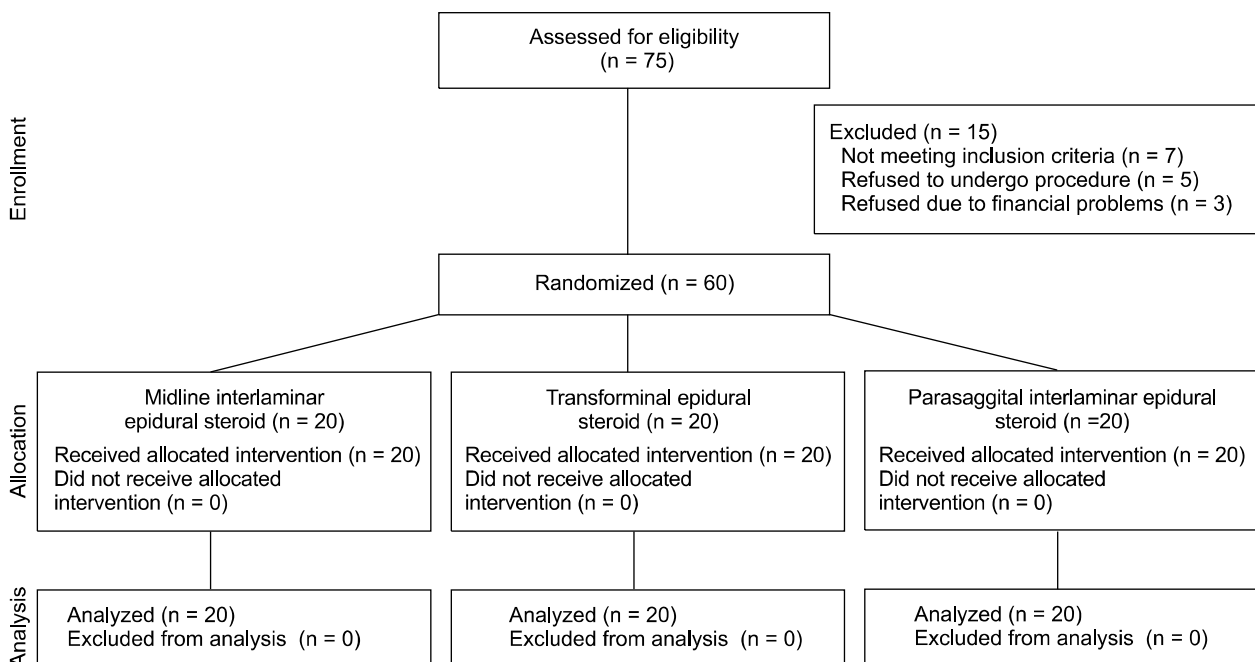 Assessed for eligibility
(n = 75)
Enrollment
Excluded (n = 15)
Not meeting inclusion criteria (n = 7)
Refused to undergo procedure (n = 5)
Refused due to financial problems (n = 3)
Randomized (n = 60)
Allocation
Midline interlaminar
epidural steroid (n = 20)
Received allocated intervention (n = 20)
Did not receive allocated
intervention (n = 0)
Transforminal epidural
steroid (n = 20)
Received allocated intervention (n = 20)
Did not receive allocated
intervention (n = 0)
Parasaggital interlaminar epidural
steroid (n =20)
Received allocated intervention (n = 20)
Did not receive allocated
intervention (n = 0)
Analysis
Analyzed (n = 20)
Excluded from analysis  (n = 0)
Analyzed (n = 20)
Excluded from analysis  (n = 0)
Analyzed (n = 20)
Excluded from analysis  (n = 0)